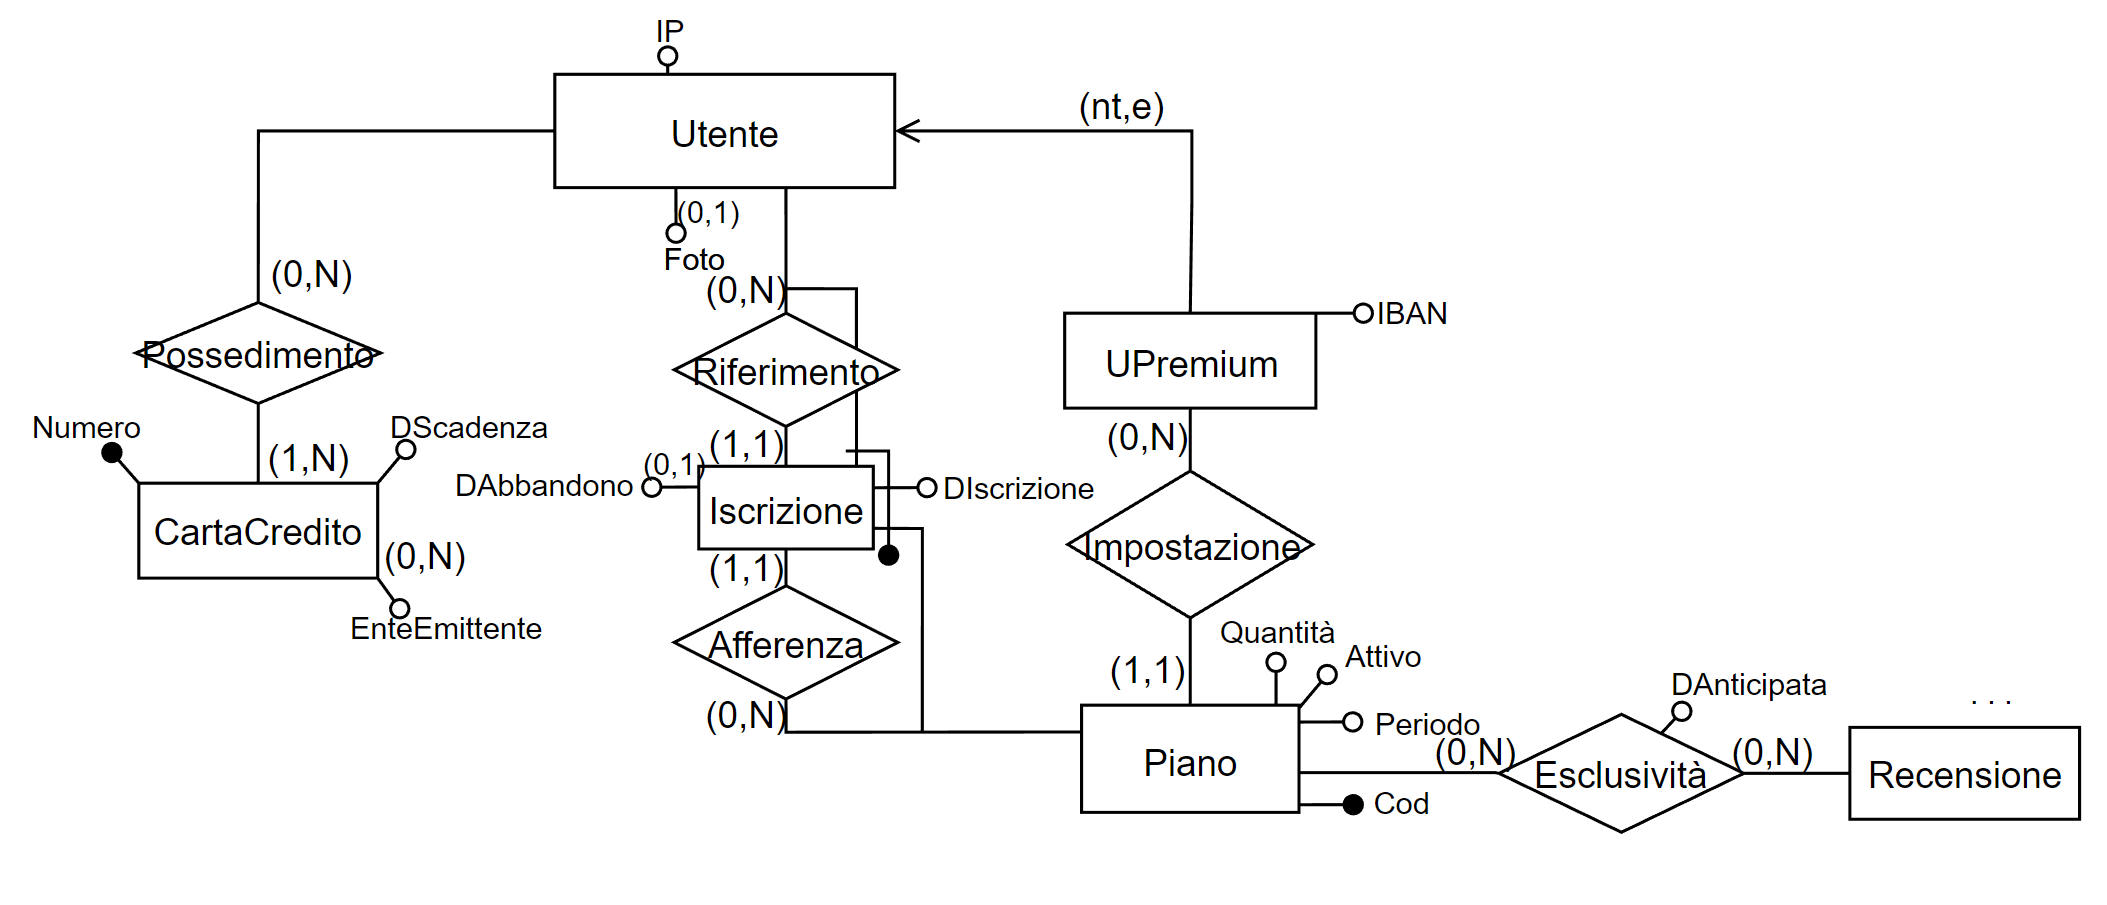 IP
(nt,e)
Utente
(0,1)
Foto
(0,N)
(0,N)
IBAN
Possedimento
Riferimento
UPremium
Numero
DScadenza
(1,N)
(1,1)
(0,N)
(0,1)
DAbbandono
DIscrizione
Iscrizione
CartaCredito
(0,N)
Impostazione
(1,1)
EnteEmittente
Quantità
Afferenza
Attivo
(1,1)
DAnticipata
. . .
(0,N)
Periodo
(0,N)
(0,N)
Piano
Esclusività
Recensione
Cod